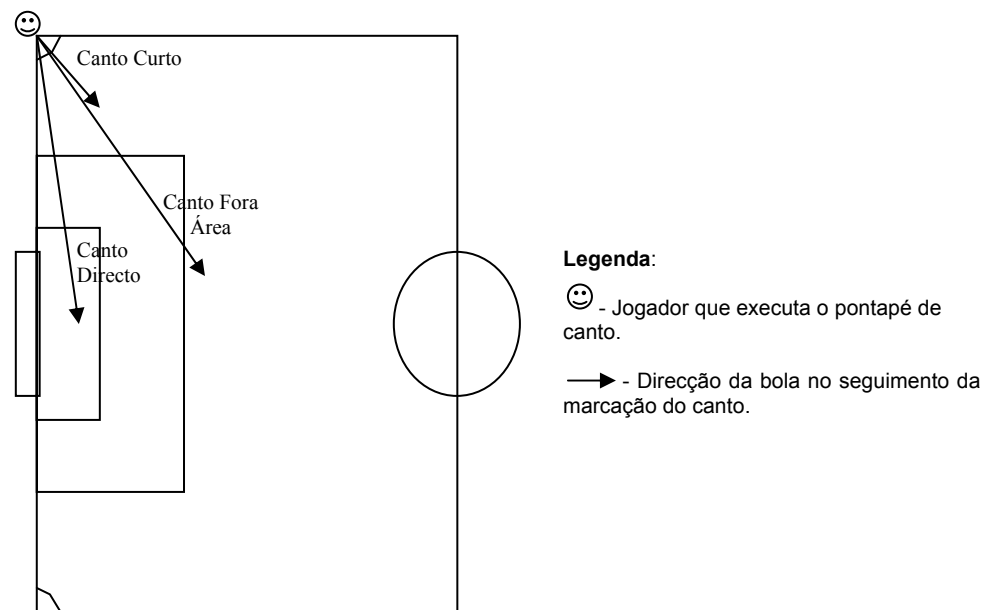 Canto Curto
Canto Fora
Área
Canto
Directo
Legenda:
- Jogador que executa o pontapé de
canto.
- Direcção da bola no seguimento da
marcação do canto.